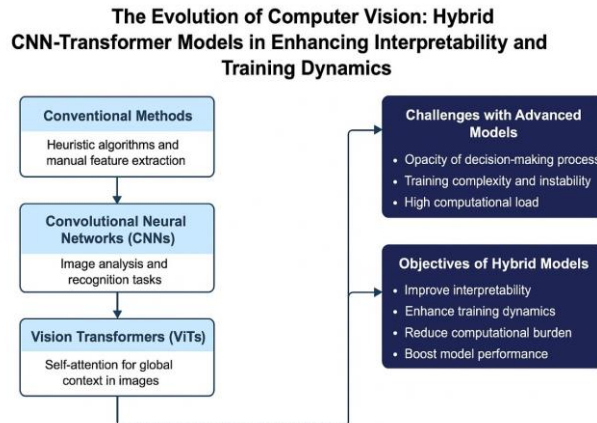 The Evolution of Computer Vision: Hybrid
CNN-Transformer Models in Enhancing Interpretability and
Training Dynamics
Conventional Methods
Heuristic algorithms and
manual feature extraction
Convolutional Neural
Networks (CNNs)
Image analysis and
recognition tasks
Vision Transformers (ViTs)
Self-attention for global
context in images
Challenges with Advanced
Models
• Opacity of decision-making process
• Training complexity and instability
• High computational load
Objectives of Hybrid Models
• Improve interpretability
• Enhance training dynamics
• Reduce computational burden
• Boost model performance